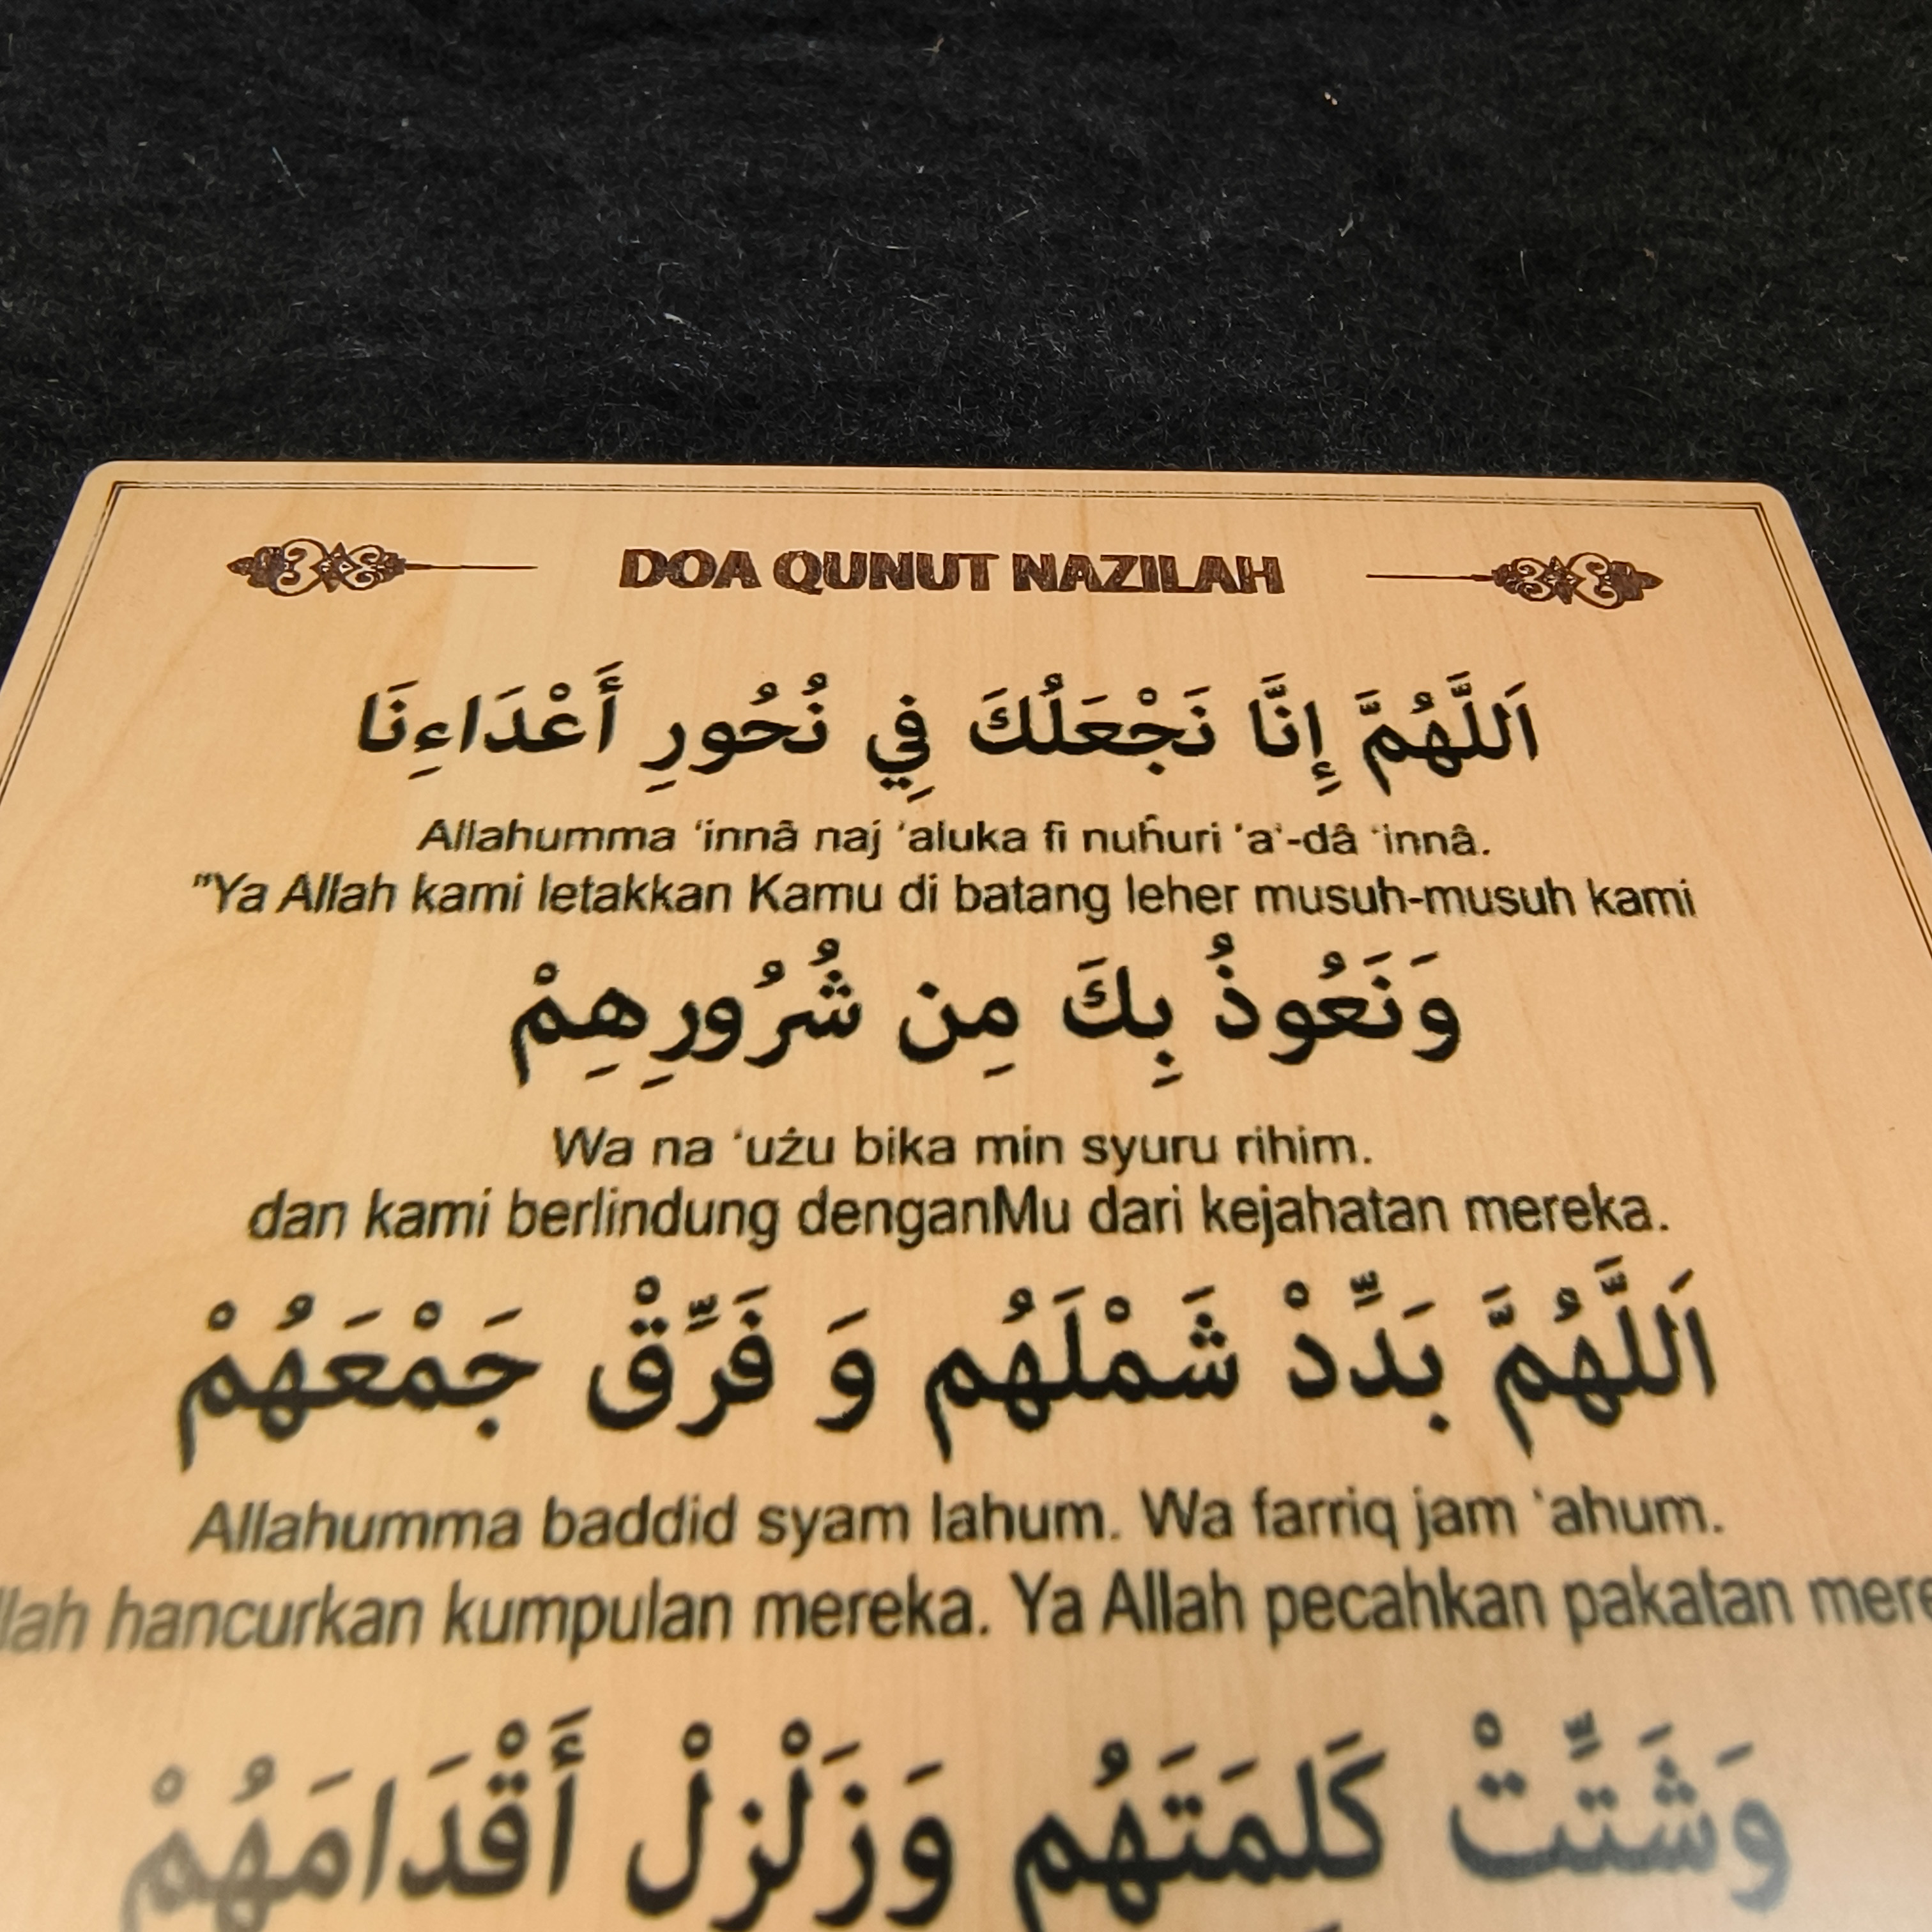 DOA QUNUT NAZILAH
اَللَّهُمَّ إِنَّا نَجْعَلُكَ فِي نُحُورِ أَعْدَاءِنَا
Allahumma ‘innâ naj ‘aluka fi nuĥuri ‘a‘-dâ ‘innâ.
"Ya Allah kami letakkan Kamu di batang leher musuh-musuh kami
وَنَعُوذُ بِكَ مِن شُرُورِهِمْ
Wa na ‘użu bika min syuru rihim.
dan kami berlindung denganMu dari kejahatan mereka.
اَللَّهُمَّ بَدِّدْ شَمْلَهُم وَ فَرِّقْ جَمْعَهُمْ
Allahumma baddid syam lahum. Wa farriq jam ‘ahum.
hancurkan kumpulan mereka. Ya Allah pecahkan pakatan
وَشَتِّتْ كَلِمَتَهُم وَزَلْزِلْ أَقْدَامَهُمْ